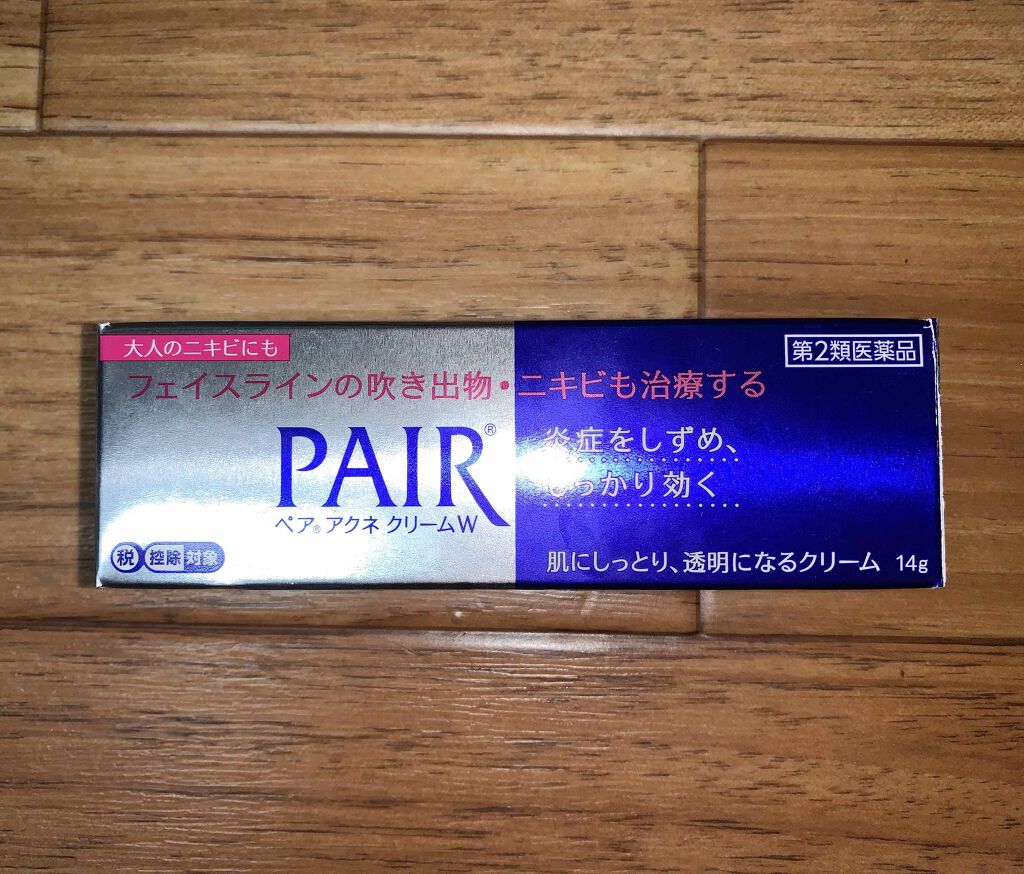 大人のニキビにも
第2類医薬品
フェイスラインの吹き出物・ニキビも治療する
PAIR®
ペア®アクネ クリームW
炎症をしずめ、
しっかり効く
税 控除対象
肌にしっとり、透明になるクリーム 14g